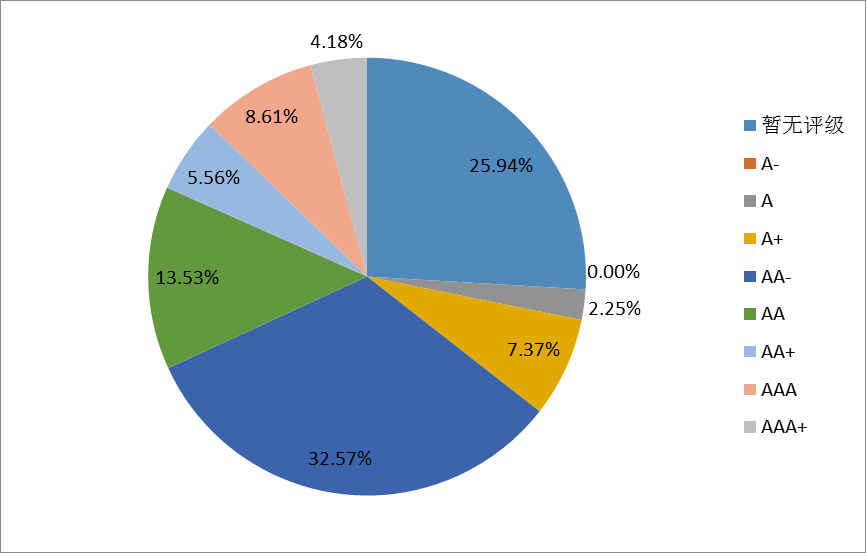 4.18%
8.61%
25.94%
5.56%
0.00%
13.53%
2.25%
7.37%
32.57%
暂无评级
A-
A
A+
AA-
AA
AA+
AAA
AAA+